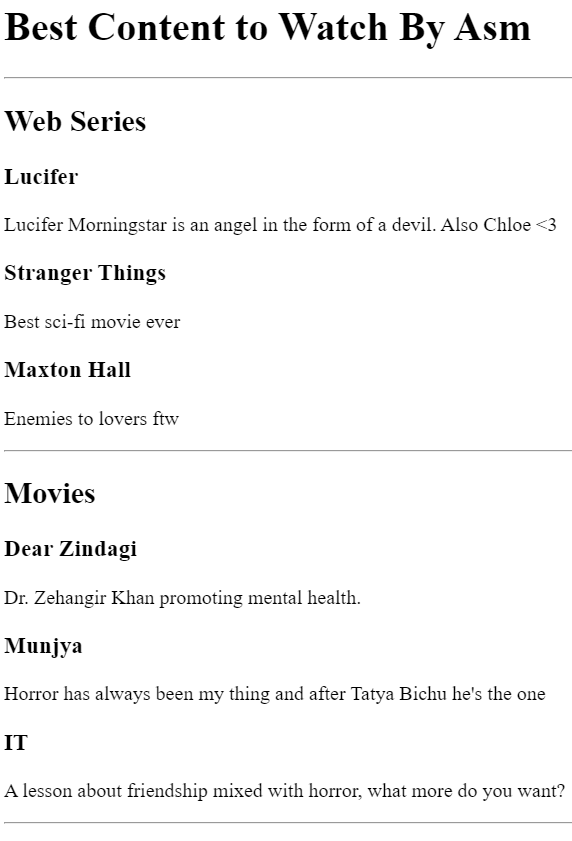 Best Content to Watch By Asm
Web Series
Lucifer
Lucifer Morningstar is an angel in the form of a devil. Also Chloe <3
Stranger Things
Best sci-fi movie ever
Maxton Hall
Enemies to lovers ftw
Movies
Dear Zindagi
Dr. Zehangir Khan promoting mental health.
Munjya
Horror has always been my thing and after Tatya Bichu he's the one
IT
A lesson about friendship mixed with horror, what more do you want?